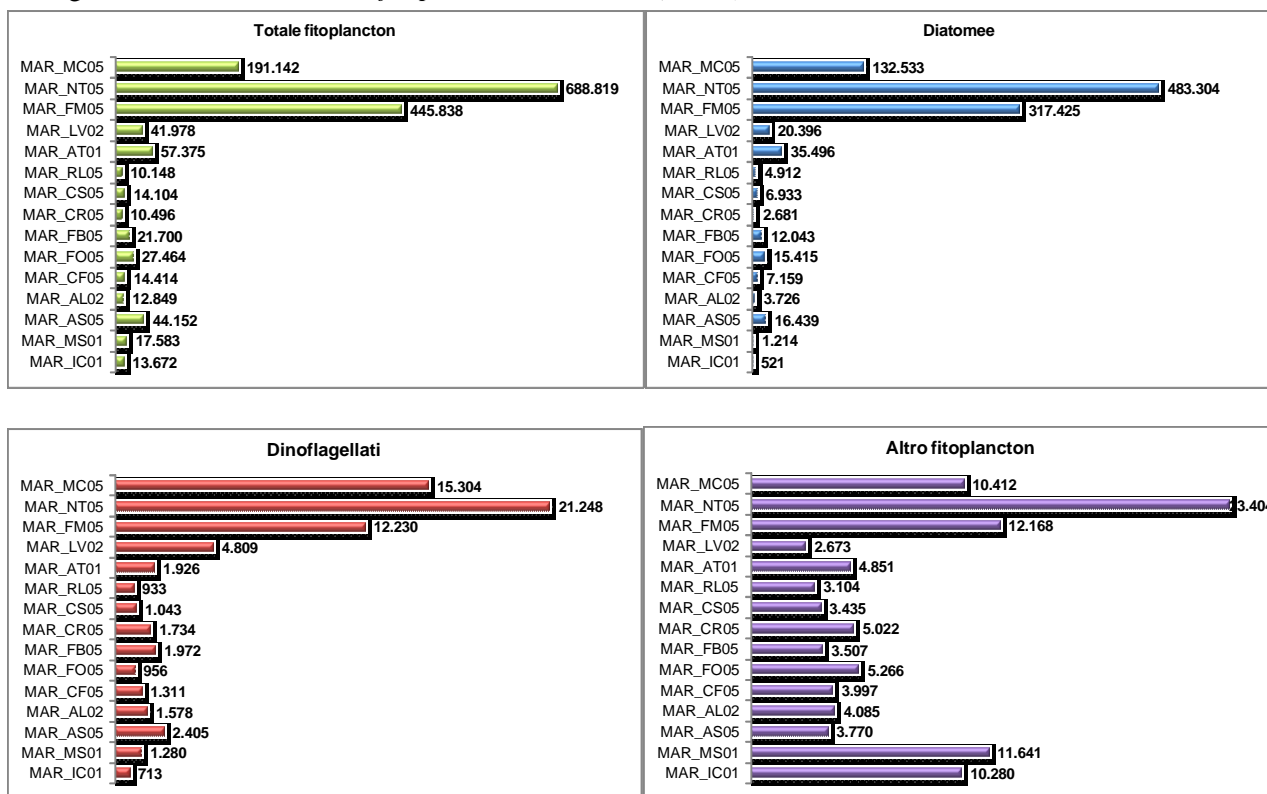 Totale fitoplancton
MAR_MC05 191.142
MAR_NT05 688.819
MAR_FM05 445.838
MAR_LV02 41.978
MAR_AT01 57.375
MAR_RL05 10.148
MAR_CS05 14.104
MAR_CR05 10.496
MAR_FB05 21.700
MAR_FO05 27.464
MAR_CF05 14.414
MAR_AL02 12.849
MAR_AS05 44.152
MAR_MS01 17.583
MAR_IC01 13.672
Diatomee
MAR_MC05 132.533
MAR_NT05 483.304
MAR_FM05 317.425
MAR_LV02 20.396
MAR_AT01 35.496
MAR_RL05 4.912
MAR_CS05 6.933
MAR_CR05 2.681
MAR_FB05 12.043
MAR_FO05 15.415
MAR_CF05 7.159
MAR_AL02 3.726
MAR_AS05 16.439
MAR_MS01 1.214
MAR_IC01 521
Dinoflagellati
MAR_MC05 15.304
MAR_NT05 21.248
MAR_FM05 12.230
MAR_LV02 4.809
MAR_AT01 1.926
MAR_RL05 933
MAR_CS05 1.043
MAR_CR05 1.734
MAR_FB05 1.972
MAR_FO05 956
MAR_CF05 1.311
MAR_AL02 1.578
MAR_AS05 2.405
MAR_MS01 1.280
MAR_IC01 713
Altro fitoplancton
MAR_MC05 10.412
MAR_NT05
MAR_FM05 12.168
MAR_LV02 2.673
MAR_AT01 4.851
MAR_RL05 3.104
MAR_CS05 3.435
MAR_CR05 5.022
MAR_FB05 3.507
MAR_FO05 5.266
MAR_CF05 3.997
MAR_AL02 4.085
MAR_AS05 3.770
MAR_MS01 11.641
MAR_IC01 10.280